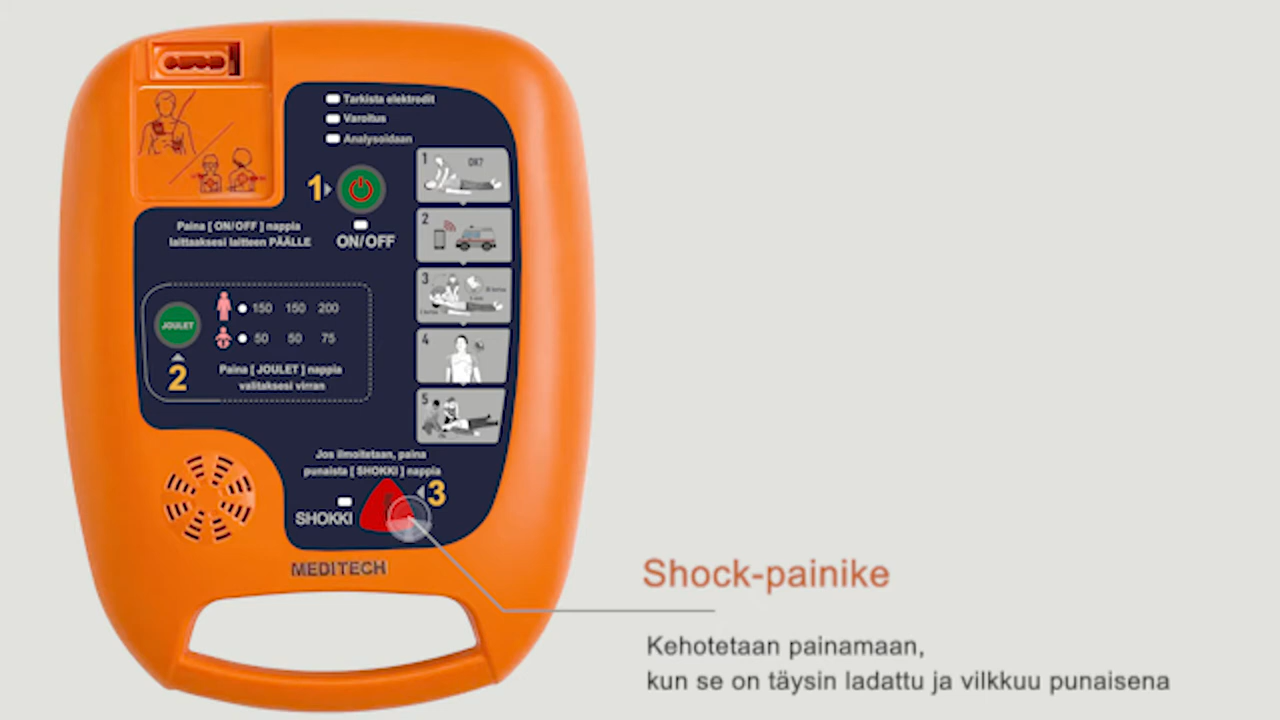 Tarkista elektrodit
Varoitus
Analysoidaan
1
OK?
1
Paina [ ON/OFF ] nappia
laittaaksesi laitteen PÄÄLLE
ON/OFF
2
3
150 150 200
JOULET
50 50 75
4
Paina [ JOULET ] nappia
valitaksesi virran
2
5
Jos ilmoitetaan, paina
punaista [ SHOKKI ] nappia
3
SHOKKI
MEDITECH
Shock-painike
Kehotetaan painamaan,
kun se on täysin ladattu ja vilkkuu punaisena